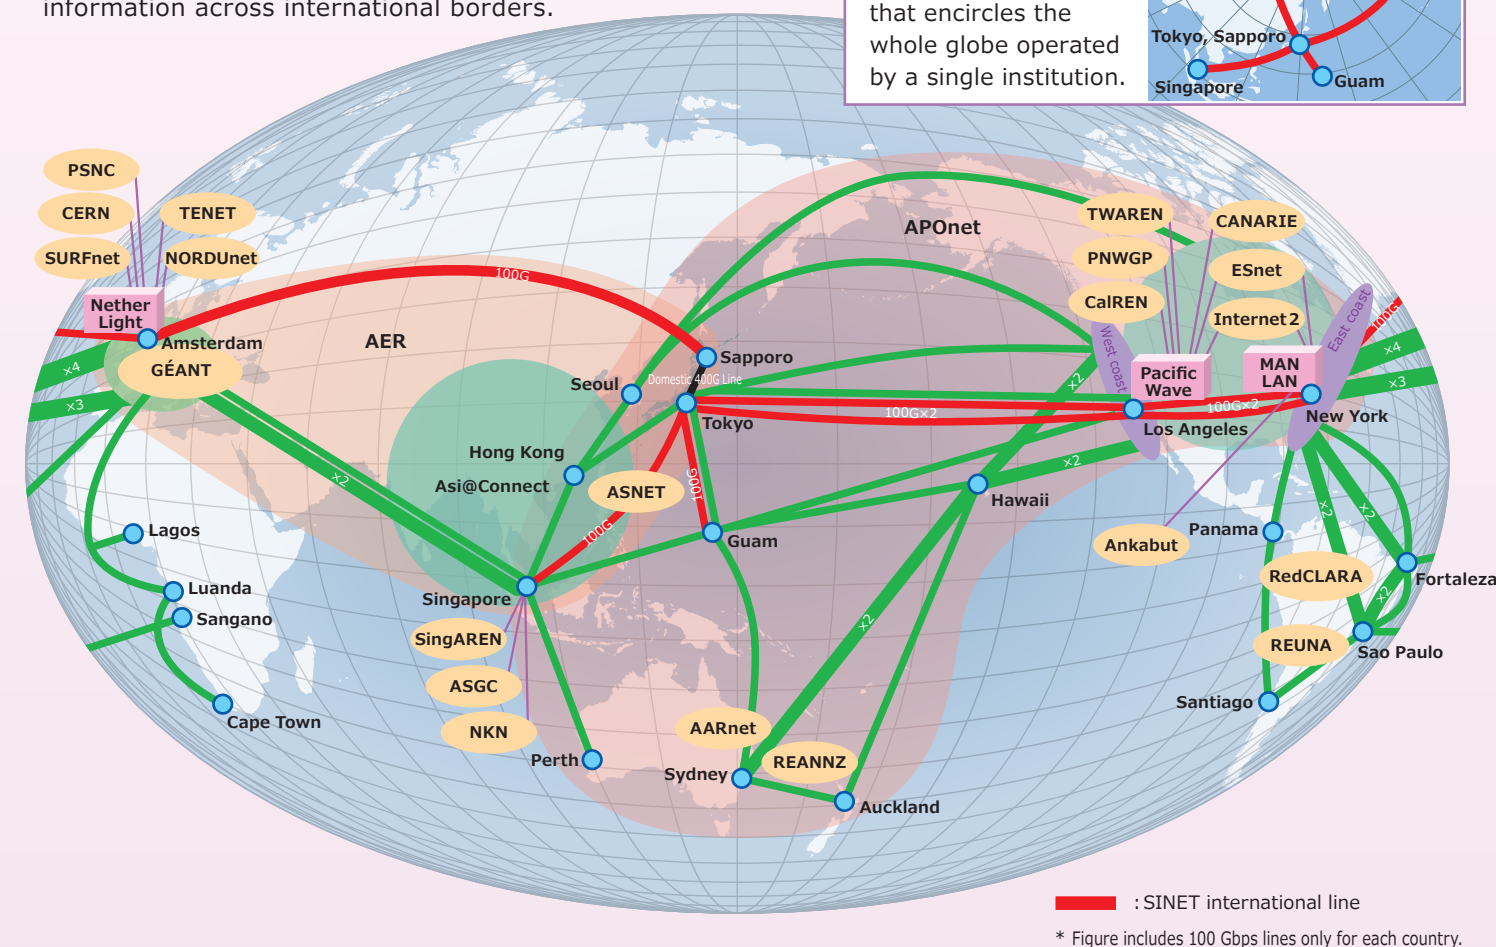 information across international borders.
that encircles the
whole globe operated
by a single institution.
Tokyo, Sapporo
Singapore
Guam
PSNC
CERN
TENET
SURFnet
NORDUnet
Nether
Light
Amsterdam
GÉANT
×4
×3
100G
AER
APOnet
TWAREN
CANARIE
PNWGP
ESnet
CalREN
Internet2
West coast
East coast
100G
×4
×3
Pacific
Wave
MAN
LAN
Sapporo
Domestic 400G Line
Seoul
Tokyo
100G×2
100G×2
×2
Los Angeles
New York
Hong Kong
Asi@Connect
ASNET
100G
100G
×2
×2
Hawaii
Guam
Ankabut
Panama
×2
×2
RedCLARA
Fortaleza
×2
REUNA
Sao Paulo
Santiago
Lagos
Luanda
Sangano
Cape Town
Singapore
SingAREN
ASGC
NKN
Perth
×2
AARnet
REANNZ
Sydney
Auckland
: SINET international line
* Figure includes 100 Gbps lines only for each country.